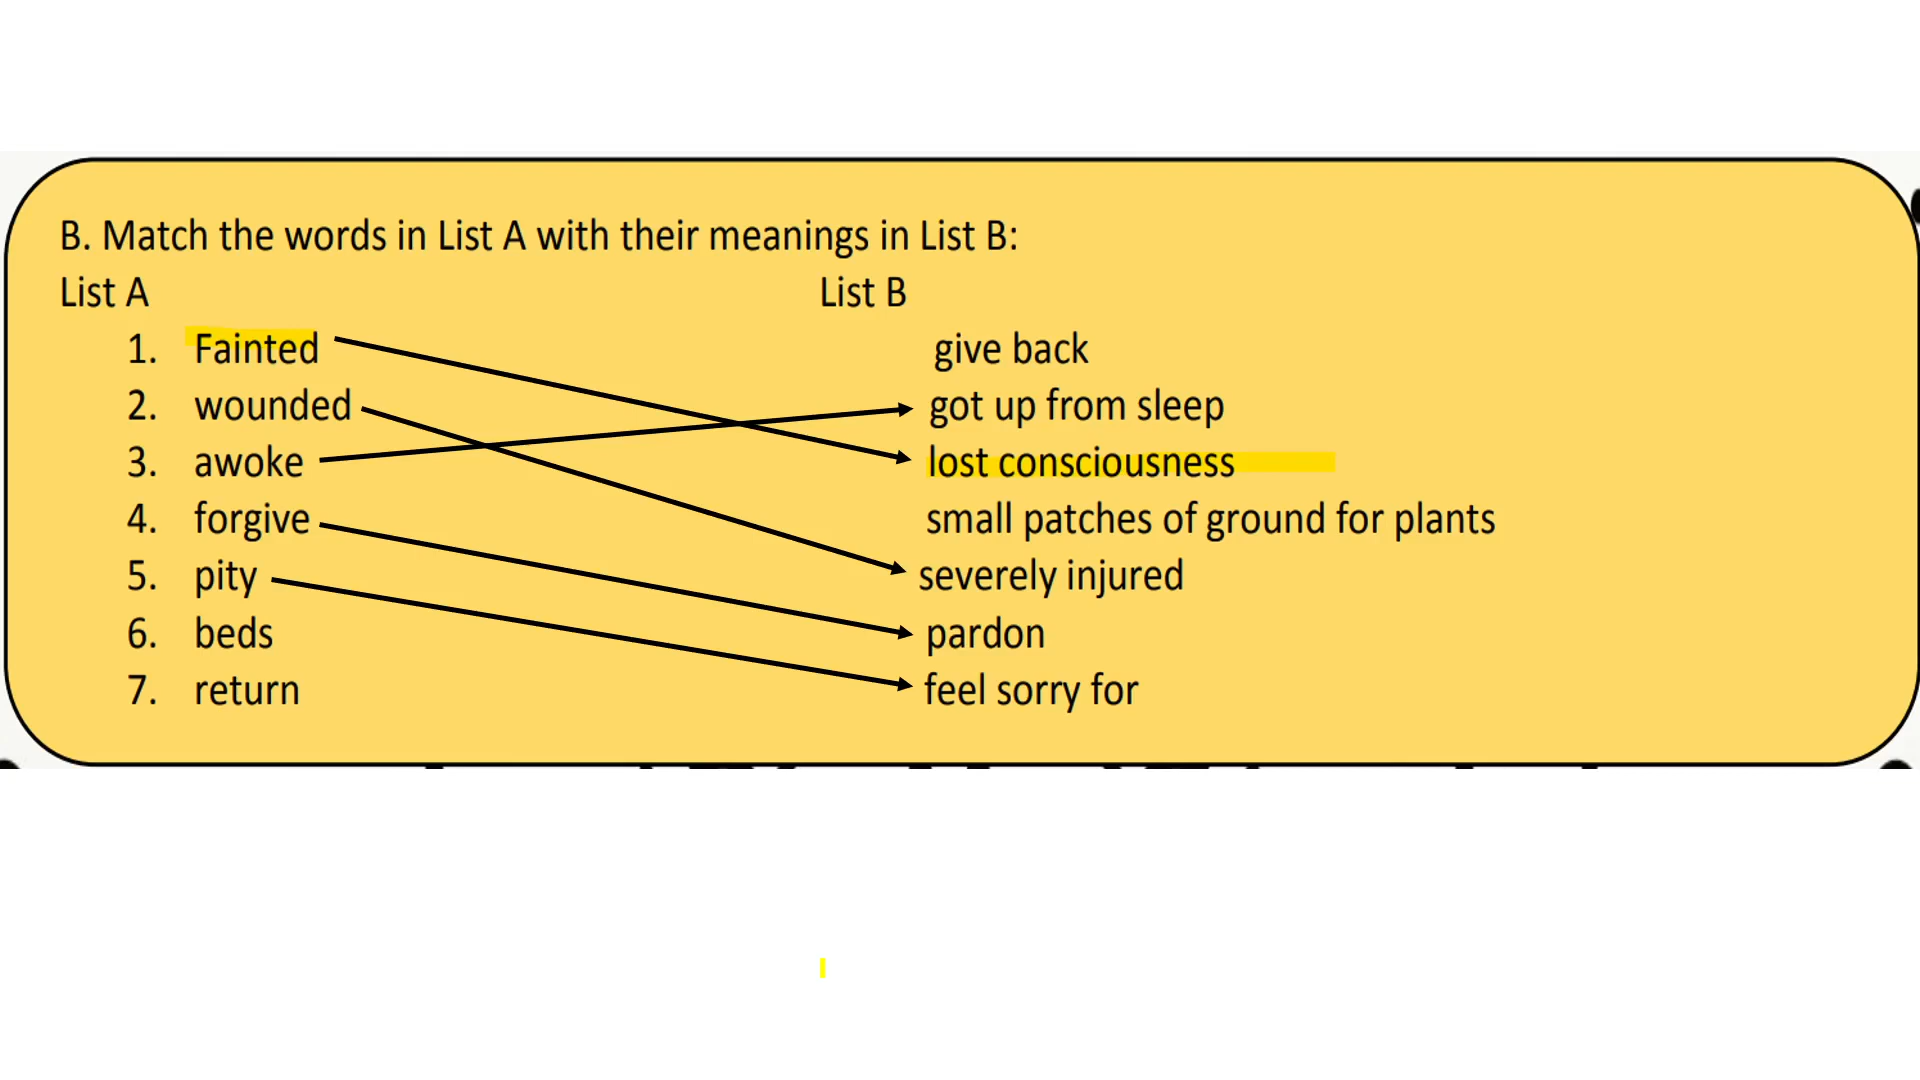 B. Match the words in List A with their meanings in List B:
List A List B
1. Fainted give back
2. wounded got up from sleep
3. awoke lost consciousness
4. forgive small patches of ground for plants
5. pity severely injured
6. beds pardon
7. return feel sorry for